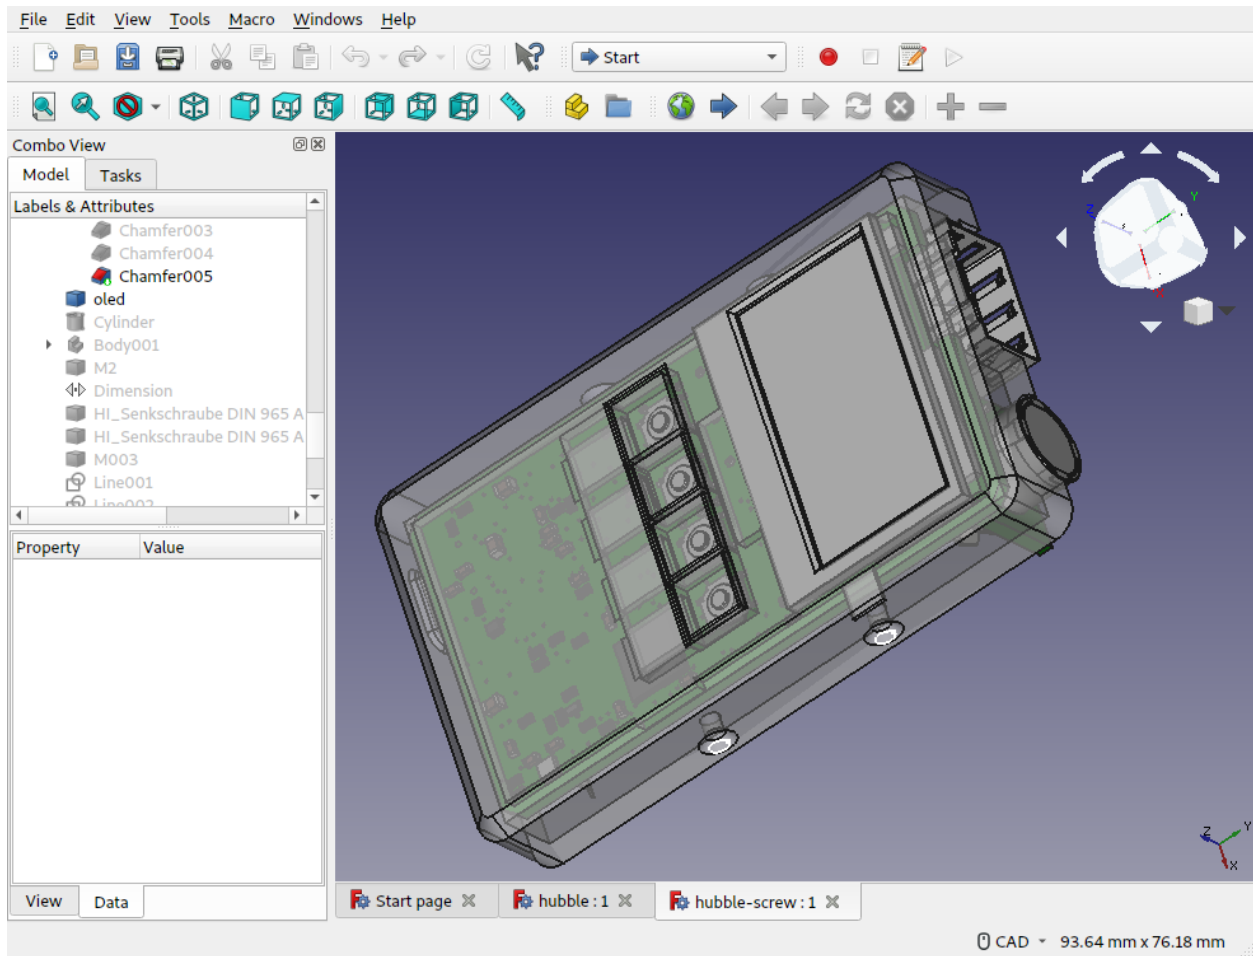 File Edit View Tools Macro Windows Help
Start
Combo View
Model Tasks
Labels & Attributes
Chamfer003
Chamfer004
Chamfer005
oled
Cylinder
Body001
M2
Dimension
HI_Senkschraube DIN 965 A
HI_Senkschraube DIN 965 A
M003
Line001
Line002
Property Value
Z
Y
X
Z
Y
X
View Data
Start page hubble : 1 hubble-screw : 1
CAD 93.64 mm x 76.18 mm